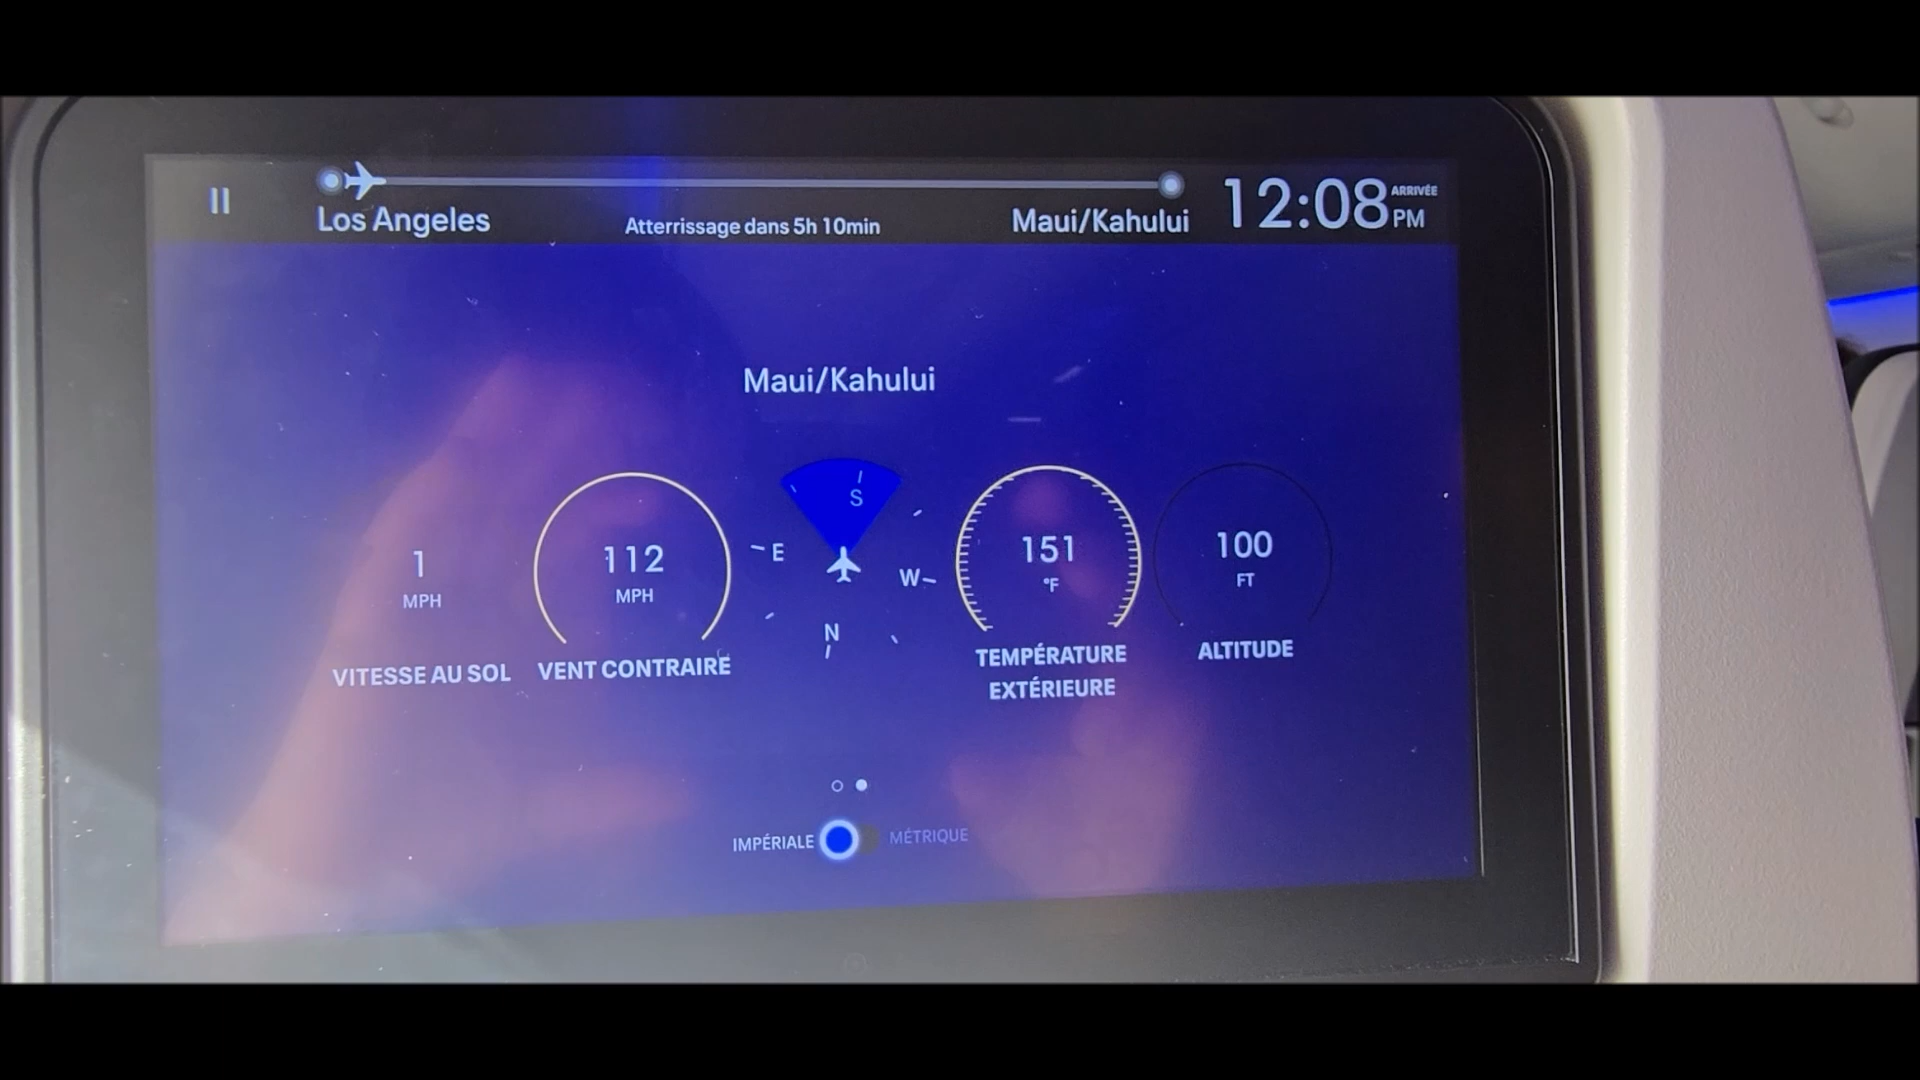 Los Angeles
Atterrissage dans 5h 10min
Maui/Kahului
12:08 PM
ARRIVÉE
Maui/Kahului
1
MPH
VITESSE AU SOL
112
MPH
VENT CONTRAIRE
S
E
W
N
151
°F
TEMPÉRATURE
EXTÉRIEURE
100
FT
ALTITUDE
IMPÉRIALE
MÉTRIQUE